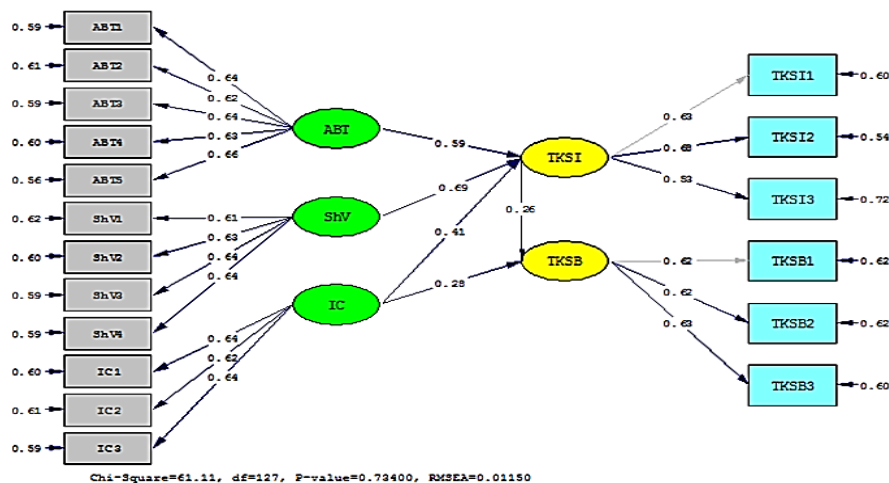 0.59 ABT1
0.61 ABT2
0.59 ABT3
0.60 ABT4
0.56 ABT5
0.62 ShV1
0.60 ShV2
0.59 ShV3
0.59 ShV4
0.60 IC1
0.61 IC2
0.59 IC3
0.64
0.62
0.64
0.63
0.66
0.61
0.63
0.64
0.64
0.64
0.62
0.64
ABT
ShV
IC
0.59
0.69
0.41
0.28
0.26
TKSI
TKSB
0.63
0.68
0.53
0.62
0.62
0.63
TKSI1 0.60
TKSI2 0.54
TKSI3 0.72
TKSB1 0.62
TKSB2 0.62
TKSB3 0.60
Chi-Square=61.11, df=127, P-value=0.73400, RMSEA=0.01150